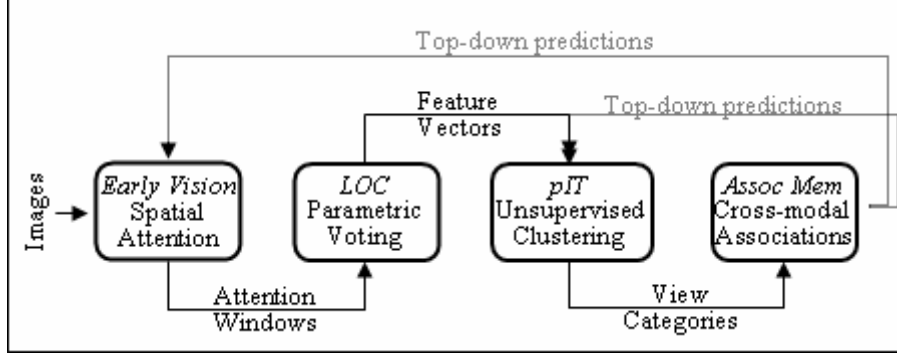 Top-down predictions
Feature
Vectors
Top-down predictions
Images
Early Vision
Spatial
Attention
LOC
Parametric
Voting
pIT
Unsupervised
Clustering
Assoc Mem
Cross-modal
Associations
Attention
Windows
View
Categories